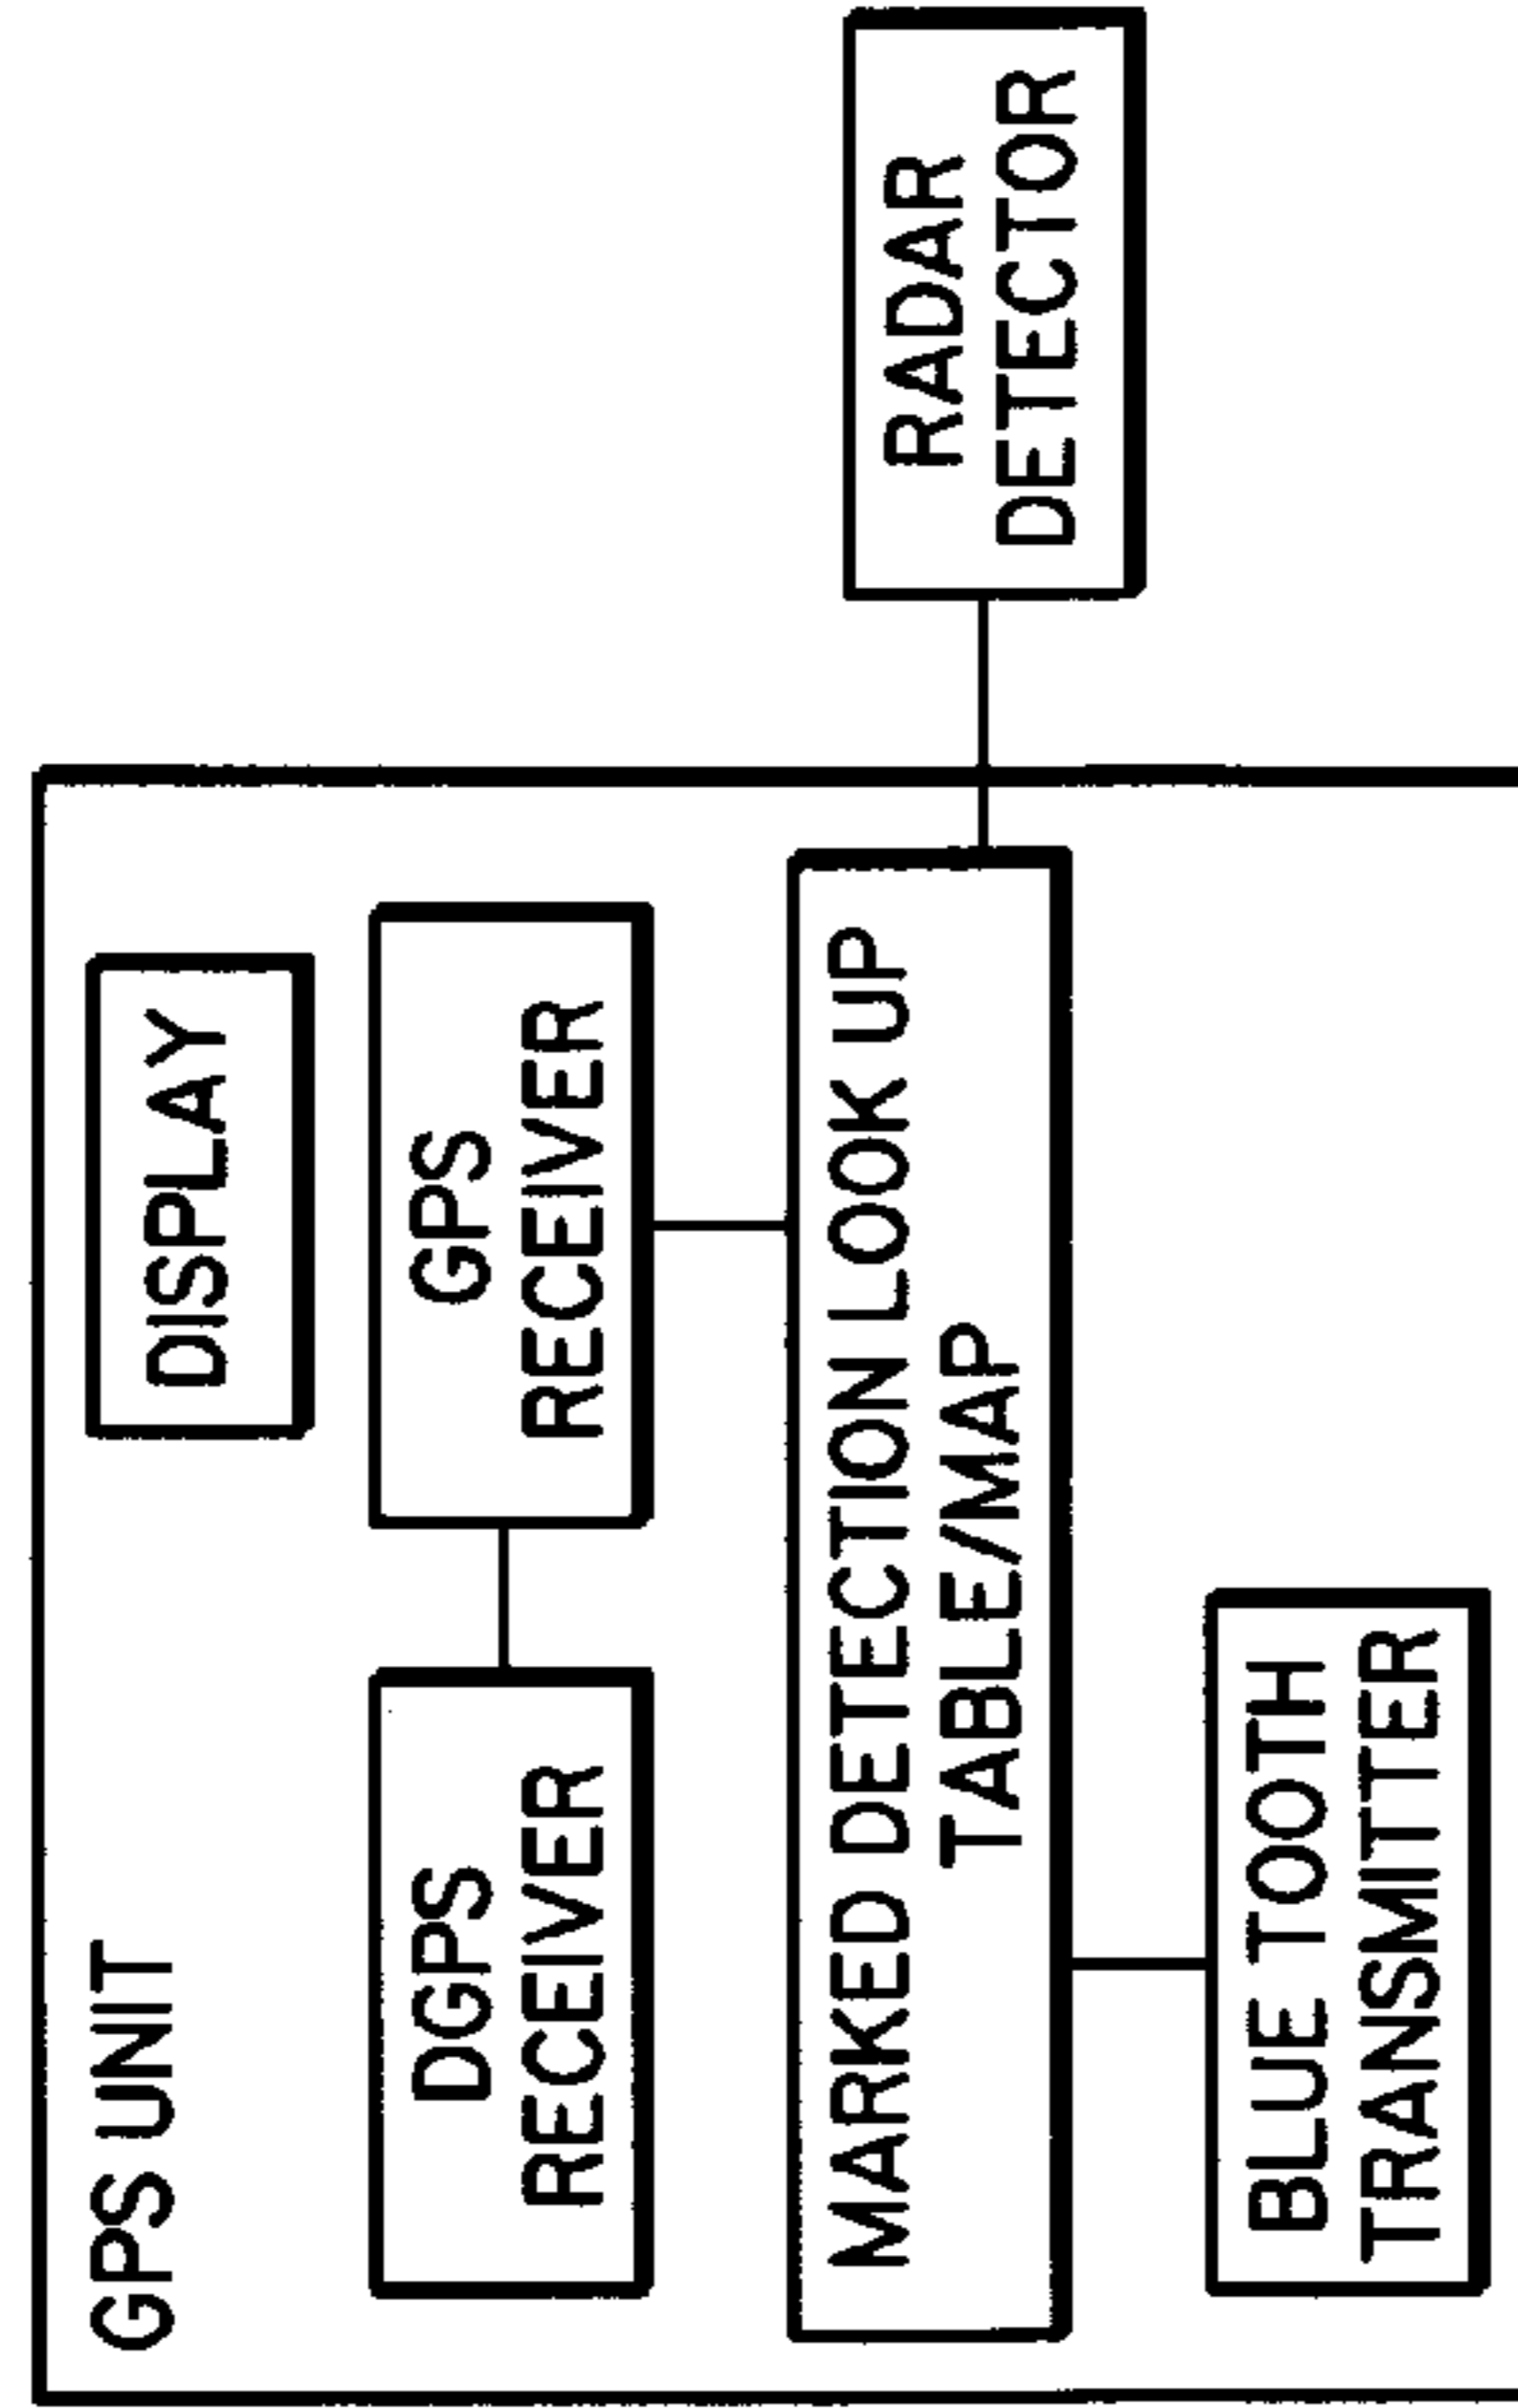 GPS UNIT
DISPLAY
DGPS
RECEIVER
GPS
RECEIVER
MARKED DETECTION LOOK UP
TABLE/MAP
RADAR
DETECTOR
BLUE TOOTH
TRANSMITTER